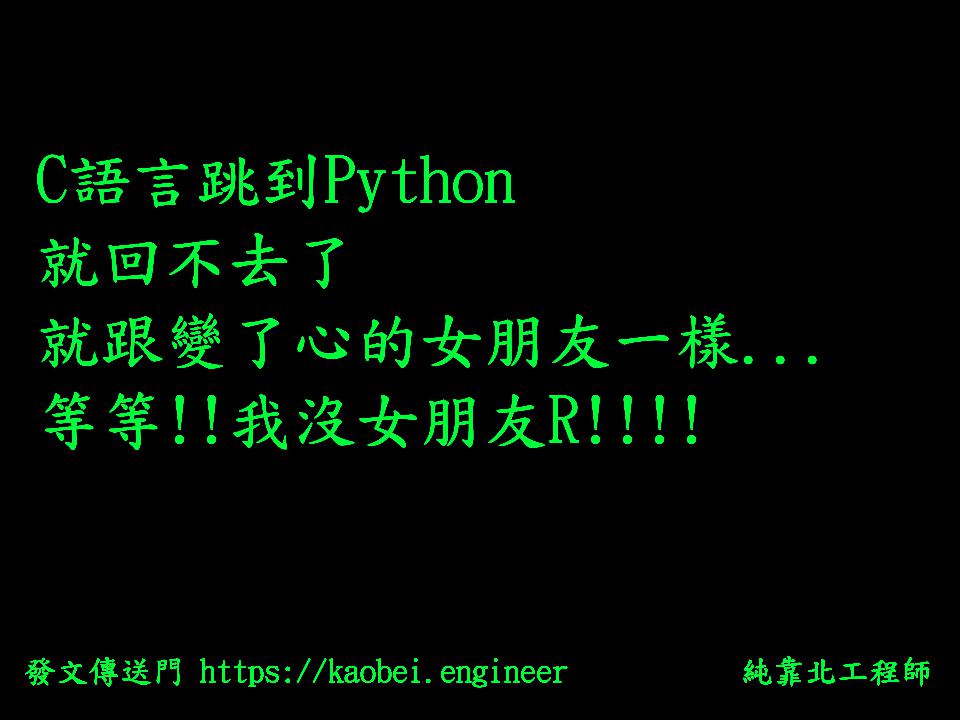 C語言跳到Python
就回不去了
就跟變了心的女朋友一樣...
等等!!我沒女朋友R!!!!
發文傳送門 https://kaobei.engineer 純靠北工程師